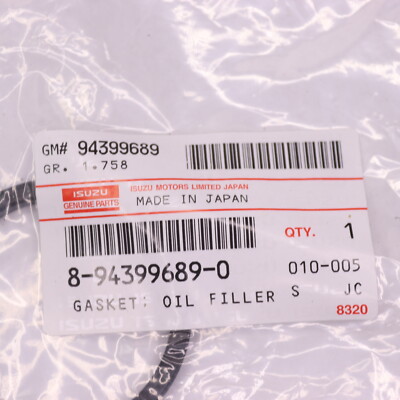 GM# 94399689
GR. 1.758
ISUZU
GENUINE PARTS
ISUZU MOTORS LIMITED JAPAN
MADE IN JAPAN
QTY. 1
8-94399689-0
010-005
GASKET; OIL FILLER
S JC
ISUZU
8320